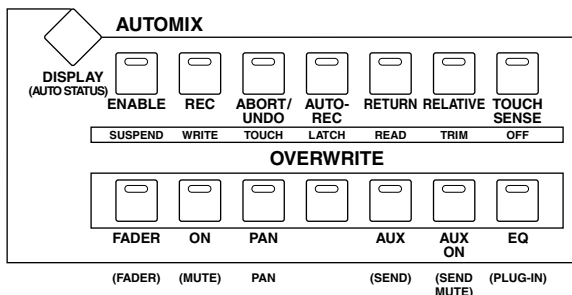 AUTOMIX
DISPLAY
(AUTO STATUS)
ENABLE REC ABORT/ AUTO- RETURN RELATIVE TOUCH
UNDO REC SENSE
SUSPEND WRITE TOUCH LATCH READ TRIM OFF
OVERWRITE
FADER ON PAN AUX AUX EQ
ON
(FADER) (MUTE) PAN (SEND) (SEND (PLUG-IN)
MUTE)